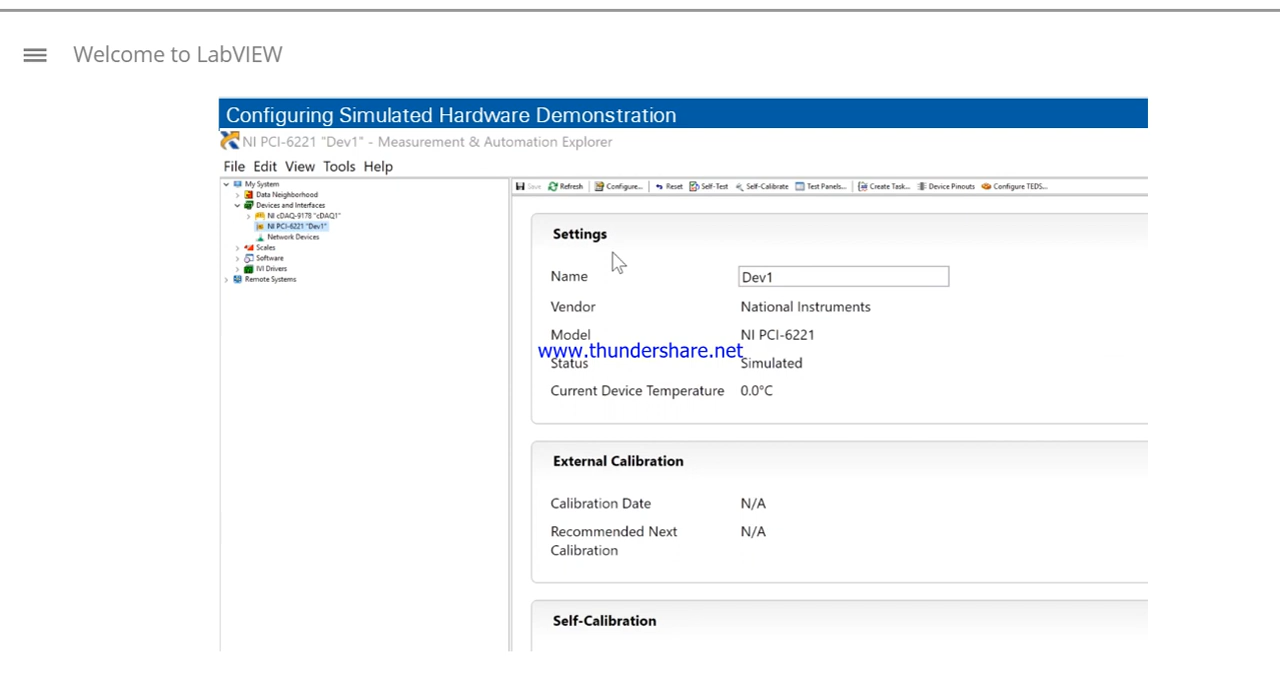 Welcome to LabVIEW
Configuring Simulated Hardware Demonstration
NI PCI-6221 "Dev1" - Measurement & Automation Explorer
File Edit View Tools Help
My System
Data Neighborhood
Devices and Interfaces
NI cDAQ-9178 "cDAQ1"
NI PCI-6221 "Dev1"
Network Devices
Scales
Software
IVI Drivers
Remote Systems
Save Refresh Configure... Reset Self-Test Self-Calibrate Test Panels... Create Task... Device Pinouts Configure TEDS...
Settings
Name Dev1
Vendor National Instruments
Model NI PCI-6221
www.thundershare.net
Status Simulated
Current Device Temperature 0.0°C
External Calibration
Calibration Date N/A
Recommended Next N/A
Calibration
Self-Calibration